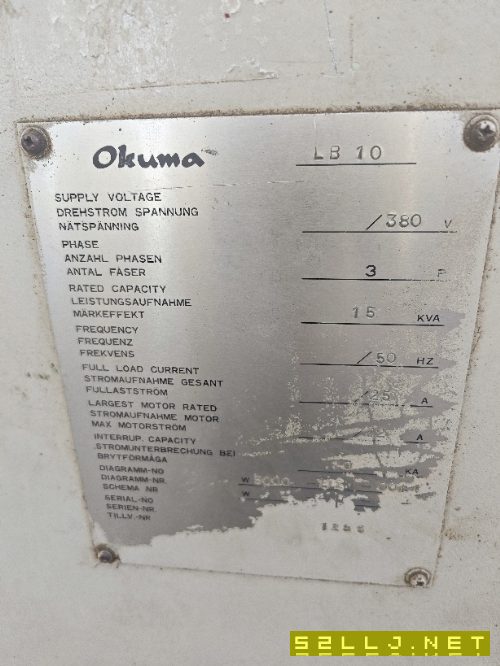 Okuma LB 10
SUPPLY VOLTAGE
DREHSTROM SPANNUNG
NÄTSPÄNNING /380 V
PHASE
ANZAHL PHASEN
ANTAL FASER 3 P
RATED CAPACITY
LEISTUNGSAUFNAHME
MÄRKEFFEKT 15 KVA
FREQUENCY
FREQUENZ
FREKVENS /50 HZ
FULL LOAD CURRENT
STROMAUFNAHME GESANT
FULLASTSTROM /25 A
LARGEST MOTOR RATED
STROMAUFNAHME MOTOR
MAX MOTORSTRÖM / A
INTERRUP. CAPACITY
STROMUNTERBRECHUNG BEI
BRYTFÖRMÅGA KA
DIAGRAMM-NO
DIAGRAMM-NR.
SCHEMA NR W
SERIAL-NO W
SERIEN-NR.
TILLV.-NR
S2LLJ.NET